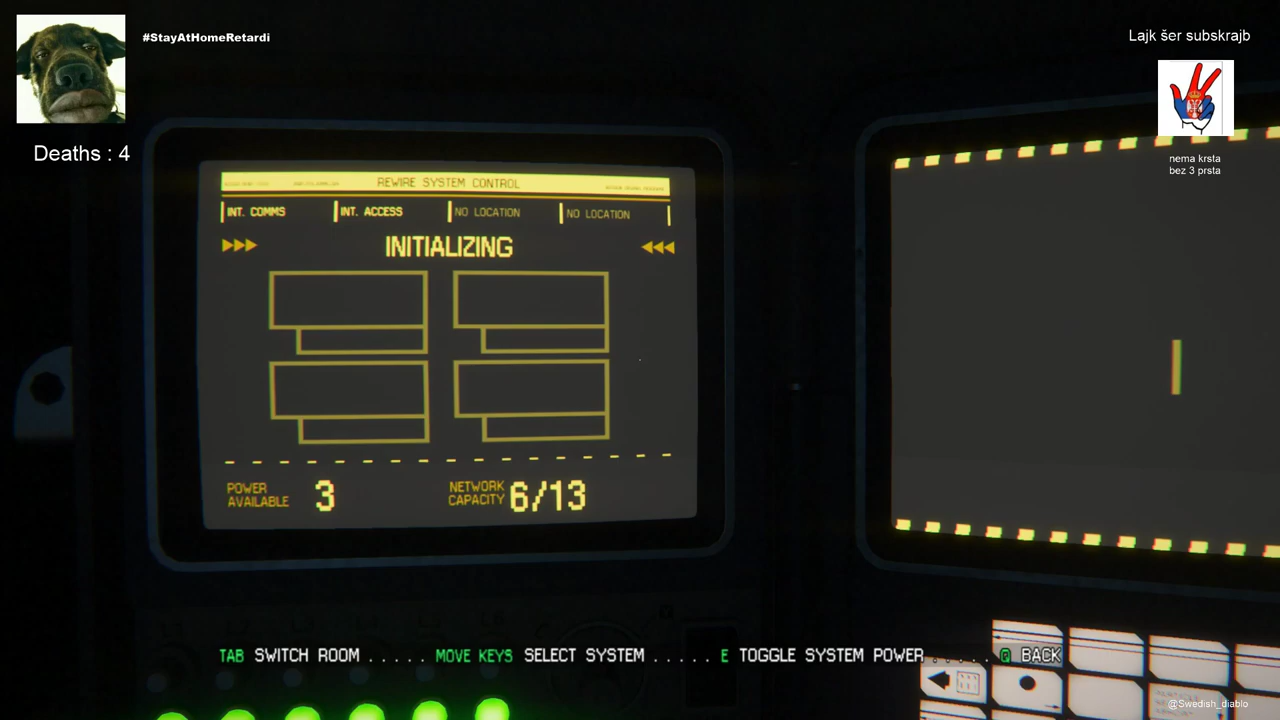 #StayAtHomeRetardi
Lajk šer subskrajb
Deaths : 4
nema krsta
bez 3 prsta
REWIRE SYSTEM CONTROL
INT. COMMS
INT. ACCESS
NO LOCATION
NO LOCATION
INITIALIZING
POWER
AVAILABLE
3
NETWORK
CAPACITY
6/13
TAB SWITCH ROOM ..... MOVE KEYS SELECT SYSTEM ..... E TOGGLE SYSTEM POWER ..... Q BACK
@Swedish_diablo